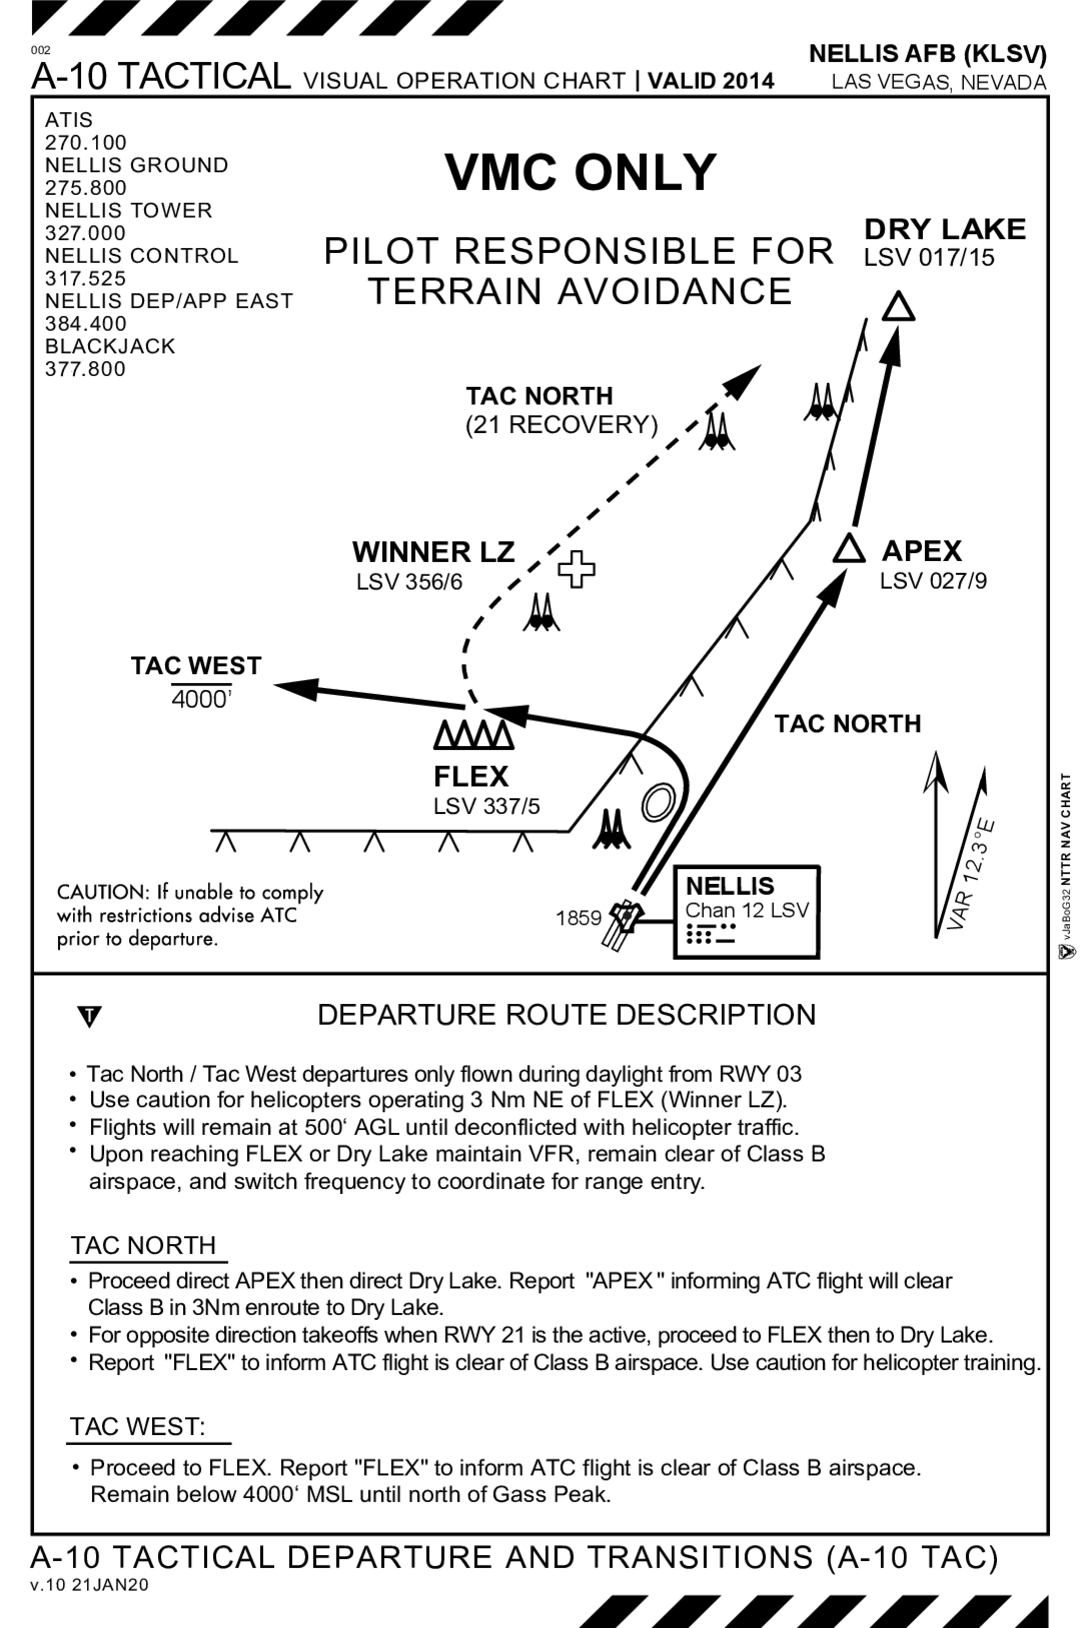 002
A-10 TACTICAL VISUAL OPERATION CHART | VALID 2014
NELLIS AFB (KLSV)
LAS VEGAS, NEVADA
ATIS
270.100
NELLIS GROUND
275.800
NELLIS TOWER
327.000
NELLIS CONTROL
317.525
NELLIS DEP/APP EAST
384.400
BLACKJACK
377.800
VMC ONLY
PILOT RESPONSIBLE FOR
TERRAIN AVOIDANCE
DRY LAKE
LSV 017/15
TAC NORTH
(21 RECOVERY)
WINNER LZ
LSV 356/6
APEX
LSV 027/9
TAC WEST
4000'
TAC NORTH
FLEX
LSV 337/5
VAR 12.3°E
CAUTION: If unable to comply
with restrictions advise ATC
prior to departure.
1859
NELLIS
Chan 12 LSV
vJaBoG32 NTTR NAV CHART
T
DEPARTURE ROUTE DESCRIPTION
• Tac North / Tac West departures only flown during daylight from RWY 03
• Use caution for helicopters operating 3 Nm NE of FLEX (Winner LZ).
• Flights will remain at 500‘ AGL until deconflicted with helicopter traffic.
• Upon reaching FLEX or Dry Lake maintain VFR, remain clear of Class B
airspace, and switch frequency to coordinate for range entry.
TAC NORTH
• Proceed direct APEX then direct Dry Lake. Report "APEX" informing ATC flight will clear
Class B in 3Nm enroute to Dry Lake.
• For opposite direction takeoffs when RWY 21 is the active, proceed to FLEX then to Dry Lake.
• Report "FLEX" to inform ATC flight is clear of Class B airspace. Use caution for helicopter training.
TAC WEST:
• Proceed to FLEX. Report "FLEX" to inform ATC flight is clear of Class B airspace.
Remain below 4000‘ MSL until north of Gass Peak.
A-10 TACTICAL DEPARTURE AND TRANSITIONS (A-10 TAC)
v.10 21JAN20